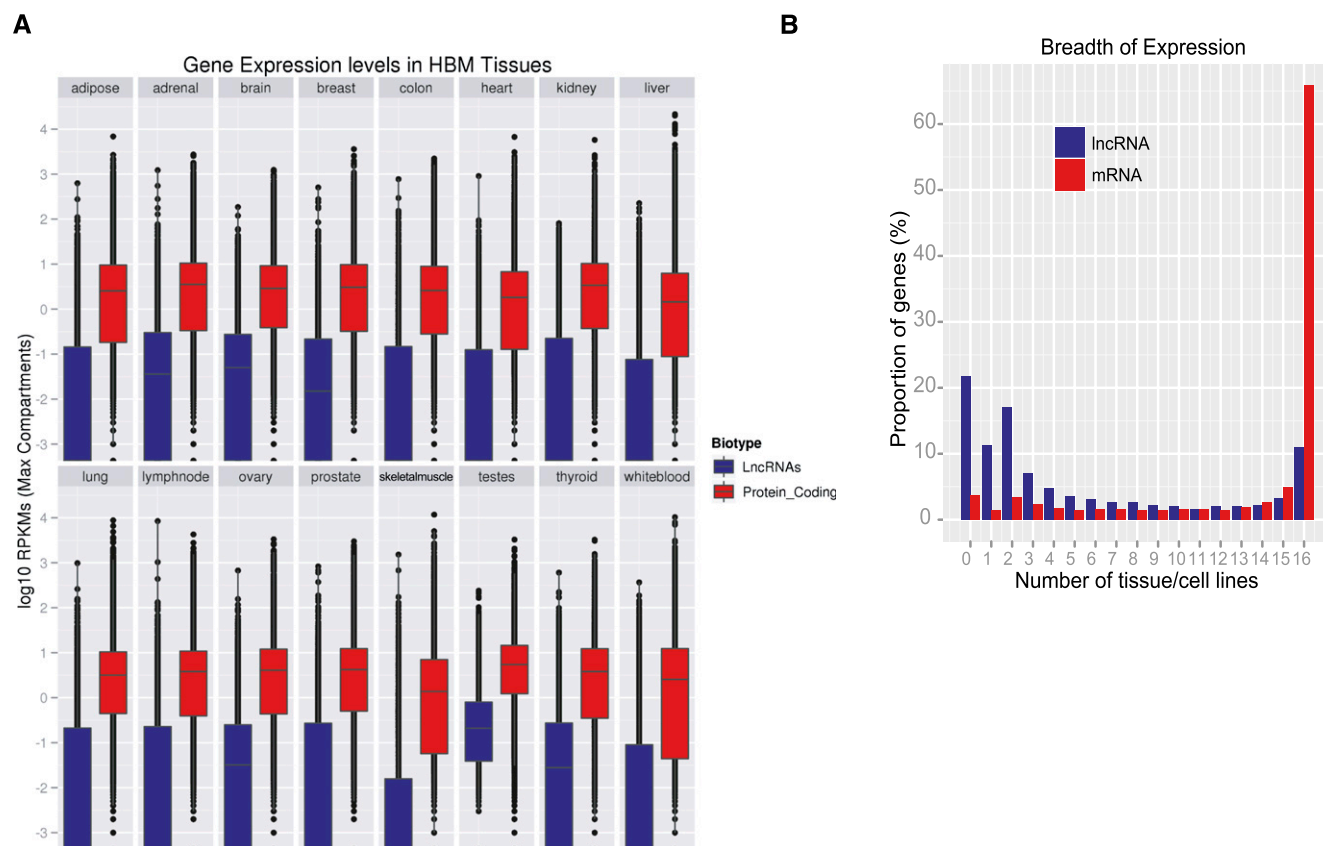 A
Gene Expression levels in HBM Tissues
adipose adrenal brain breast colon heart kidney liver
4
3
2
1
0
-1
-2
-3
lung lymphnode ovary prostate skeletalmuscle testes thyroid whiteblood
4
3
2
1
0
-1
-2
-3
log10 RPKMs (Max Compartments)
Biotype
LncRNAs
Protein_Coding
B
Breadth of Expression
lncRNA
mRNA
60
50
40
30
20
10
0
Proportion of genes (%)
0 1 2 3 4 5 6 7 8 9 10 11 12 13 14 15 16
Number of tissue/cell lines